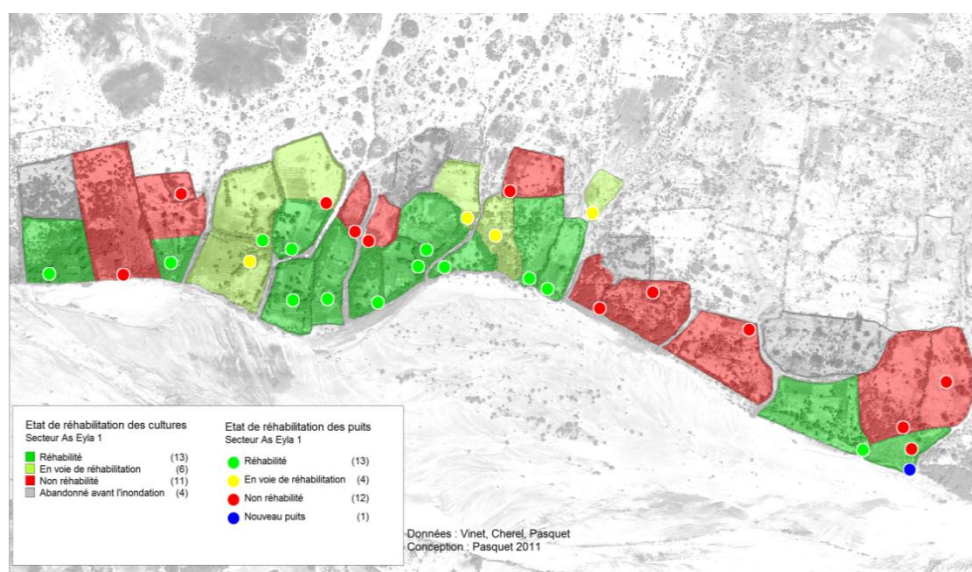 Etat de réhabilitation des cultures
Secteur As Eyla 1
Réhabilité (13)
En voie de réhabilitation (6)
Non réhabilité (11)
Abandonné avant l'inondation (4)
Etat de réhabilitation des puits
Secteur As Eyla 1
Réhabilité (13)
En voie de réhabilitation (4)
Non réhabilité (12)
Nouveau puits (1)
Données : Vinet, Cherel, Pasquet
Conception : Pasquet 2011